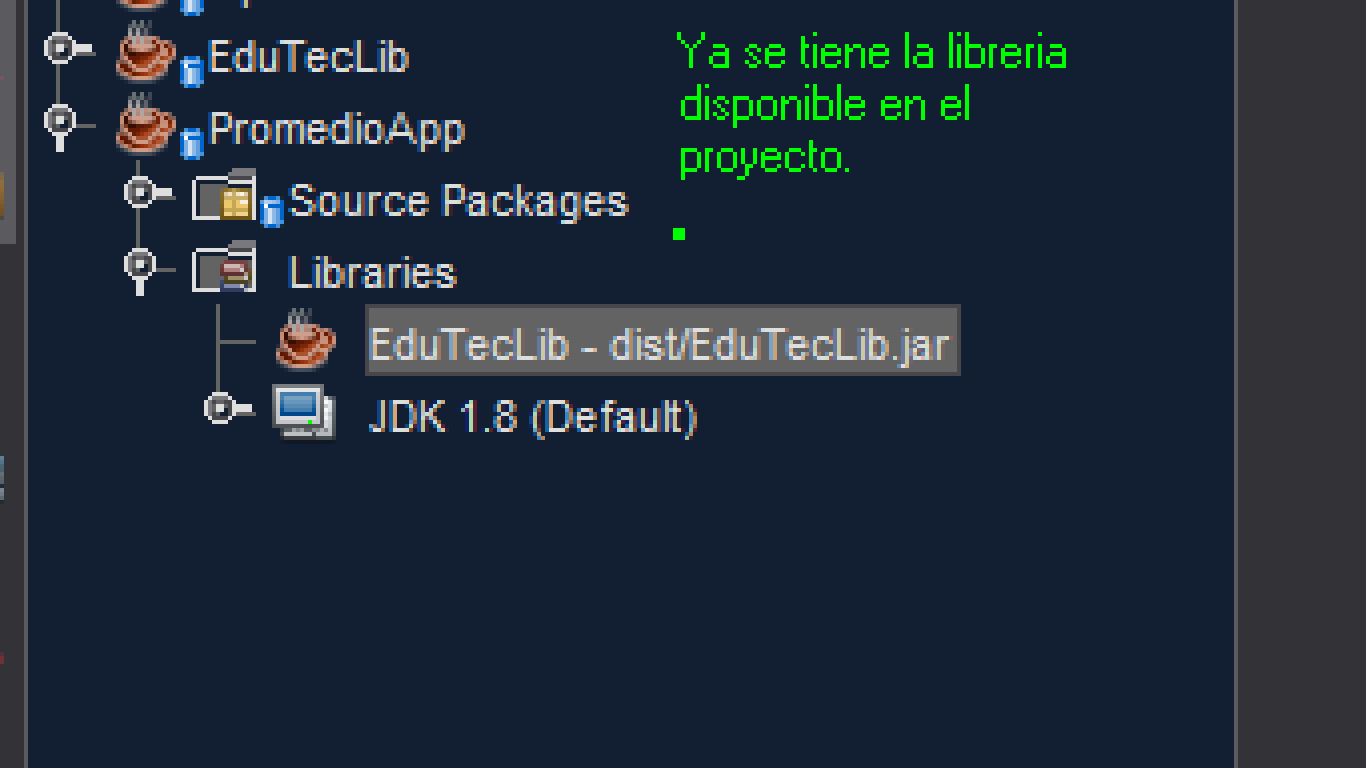 EduTecLib
PromedioApp
Source Packages
Libraries
EduTecLib - dist/EduTecLib.jar
JDK 1.8 (Default)
Ya se tiene la libreria
disponible en el
proyecto.